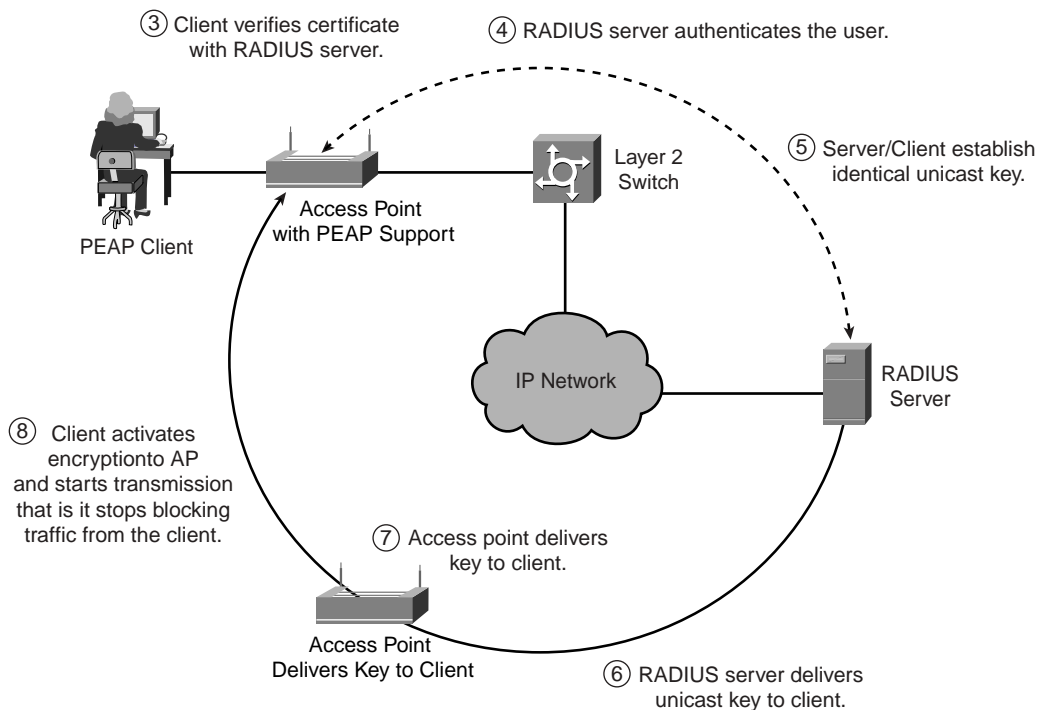 ③ Client verifies certificate
with RADIUS server.
④ RADIUS server authenticates the user.
⑤ Server/Client establish
identical unicast key.
Layer 2
Switch
Access Point
with PEAP Support
PEAP Client
IP Network
RADIUS
Server
⑧ Client activates
encryptionto AP
and starts transmission
that is it stops blocking
traffic from the client.
⑦ Access point delivers
key to client.
Access Point
Delivers Key to Client
⑥ RADIUS server delivers
unicast key to client.